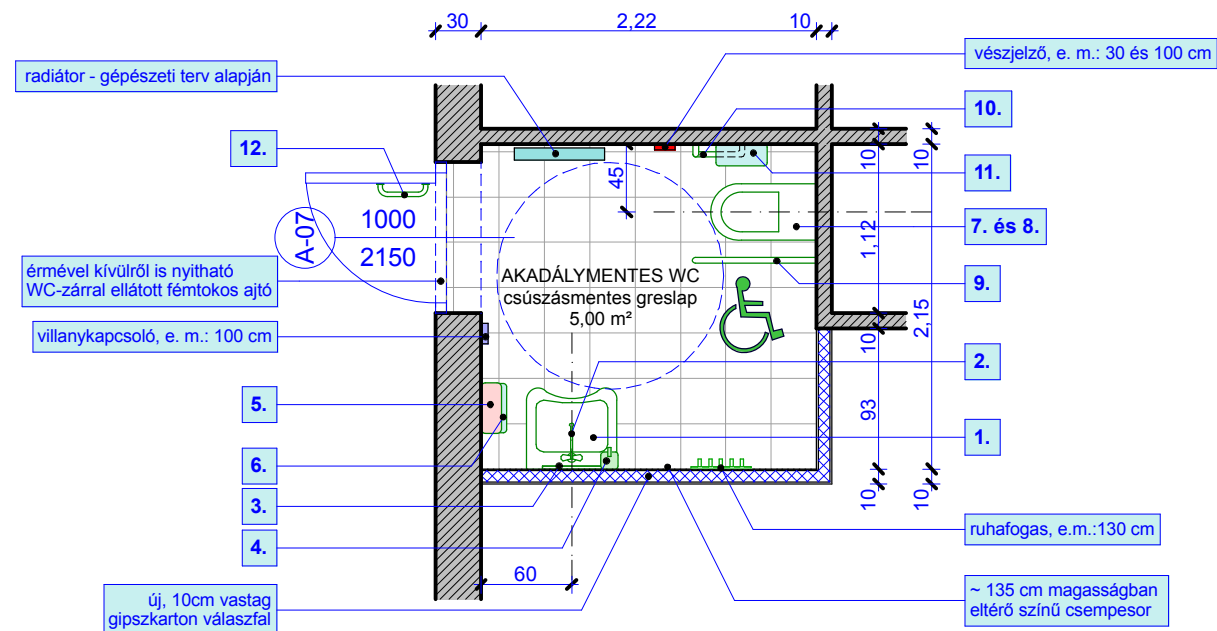 30
2,22
10
radiátor - gépészeti terv alapján
vészjelző, e. m.: 30 és 100 cm
10.
12.
10
10
11.
45
1000
2150
A-07
7. és 8.
1,12
érmével kívülről is nyitható
WC-zárral ellátott fémtokos ajtó
AKADÁLYMENTES WC
csúszásmentes greslap
5,00 m²
9.
2,15
villanykapcsoló, e. m.: 100 cm
10
2.
5.
93
1.
6.
3.
10
10
4.
ruhafogas, e.m.:130 cm
60
új, 10cm vastag
gipszkarton válaszfal
~ 135 cm magasságban
eltérő színű csempesor